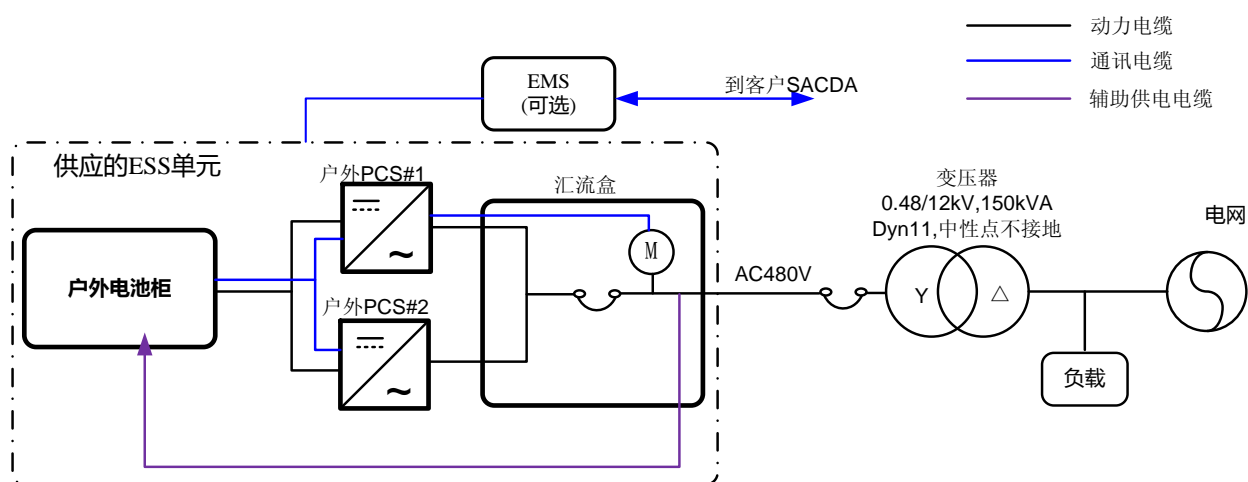 动力电缆
通讯电缆
辅助供电电缆
EMS
(可选)
到客户SACDA
供应的ESS单元
户外PCS#1
汇流盒
变压器
0.48/12kV,150kVA
Dyn11,中性点不接地
电网
M
户外电池柜
AC480V
Y
△
户外PCS#2
~
~
负载